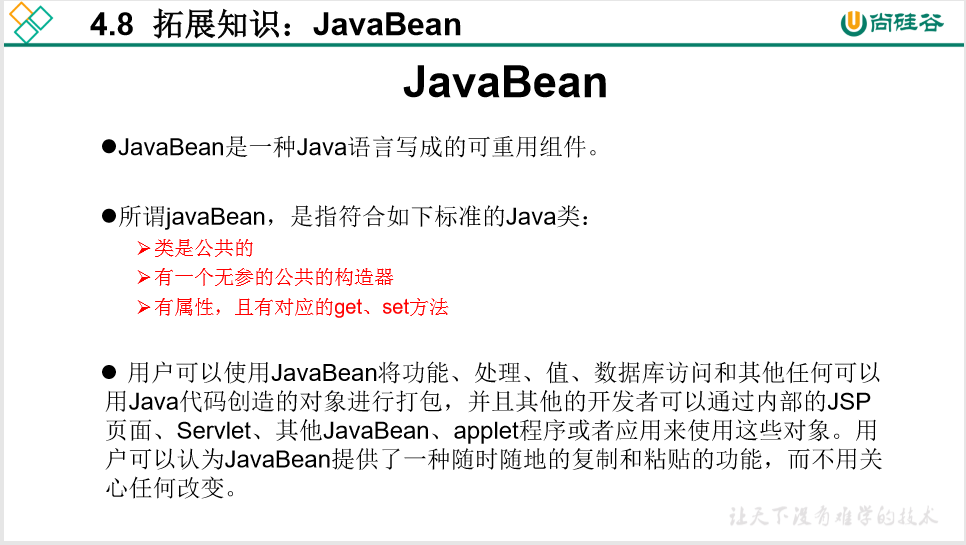 4.8 拓展知识：JavaBean
尚硅谷
JavaBean
●JavaBean是一种Java语言写成的可重用组件。
●所谓javaBean，是指符合如下标准的Java类：
➢类是公共的
➢有一个无参的公共的构造器
➢有属性，且有对应的get、set方法
● 用户可以使用JavaBean将功能、处理、值、数据库访问和其他任何可以
用Java代码创造的对象进行打包，并且其他的开发者可以通过内部的JSP
页面、Servlet、其他JavaBean、applet程序或者应用来使用这些对象。用
户可以认为JavaBean提供了一种随时随地的复制和粘贴的功能，而不用关
心任何改变。
让天下没有难学的技术